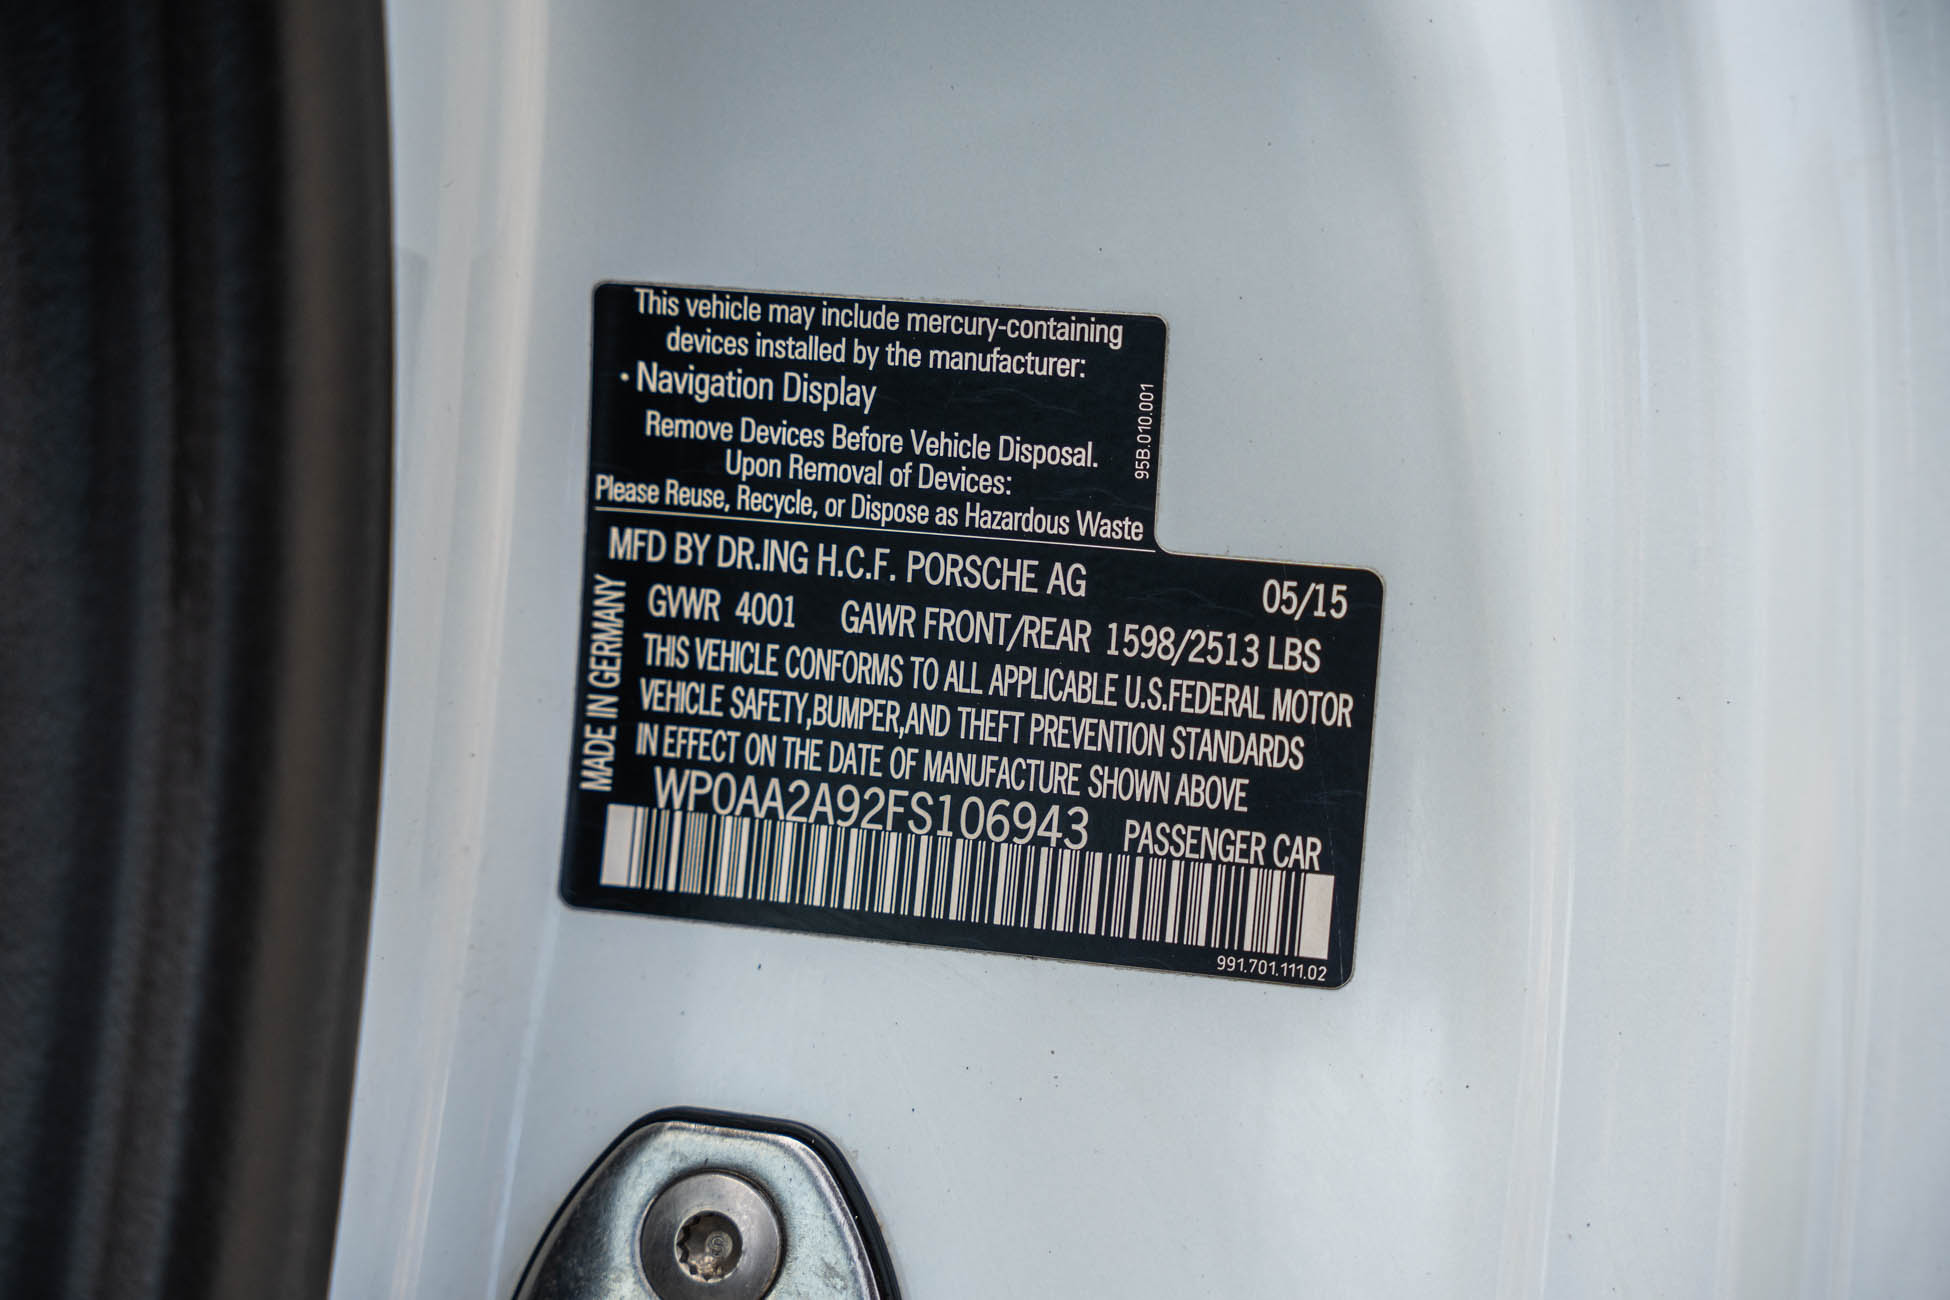 This vehicle may include mercury-containing
devices installed by the manufacturer:
• Navigation Display
Remove Devices Before Vehicle Disposal.
Upon Removal of Devices:
Please Reuse, Recycle, or Dispose as Hazardous Waste
95B.010.001
MFD BY DR.ING H.C.F. PORSCHE AG 05/15
GVWR 4001 GAWR FRONT/REAR 1598/2513 LBS
THIS VEHICLE CONFORMS TO ALL APPLICABLE U.S.FEDERAL MOTOR
VEHICLE SAFETY,BUMPER,AND THEFT PREVENTION STANDARDS
IN EFFECT ON THE DATE OF MANUFACTURE SHOWN ABOVE
MADE IN GERMANY
WP0AA2A92FS106943 PASSENGER CAR
991.701.111.02